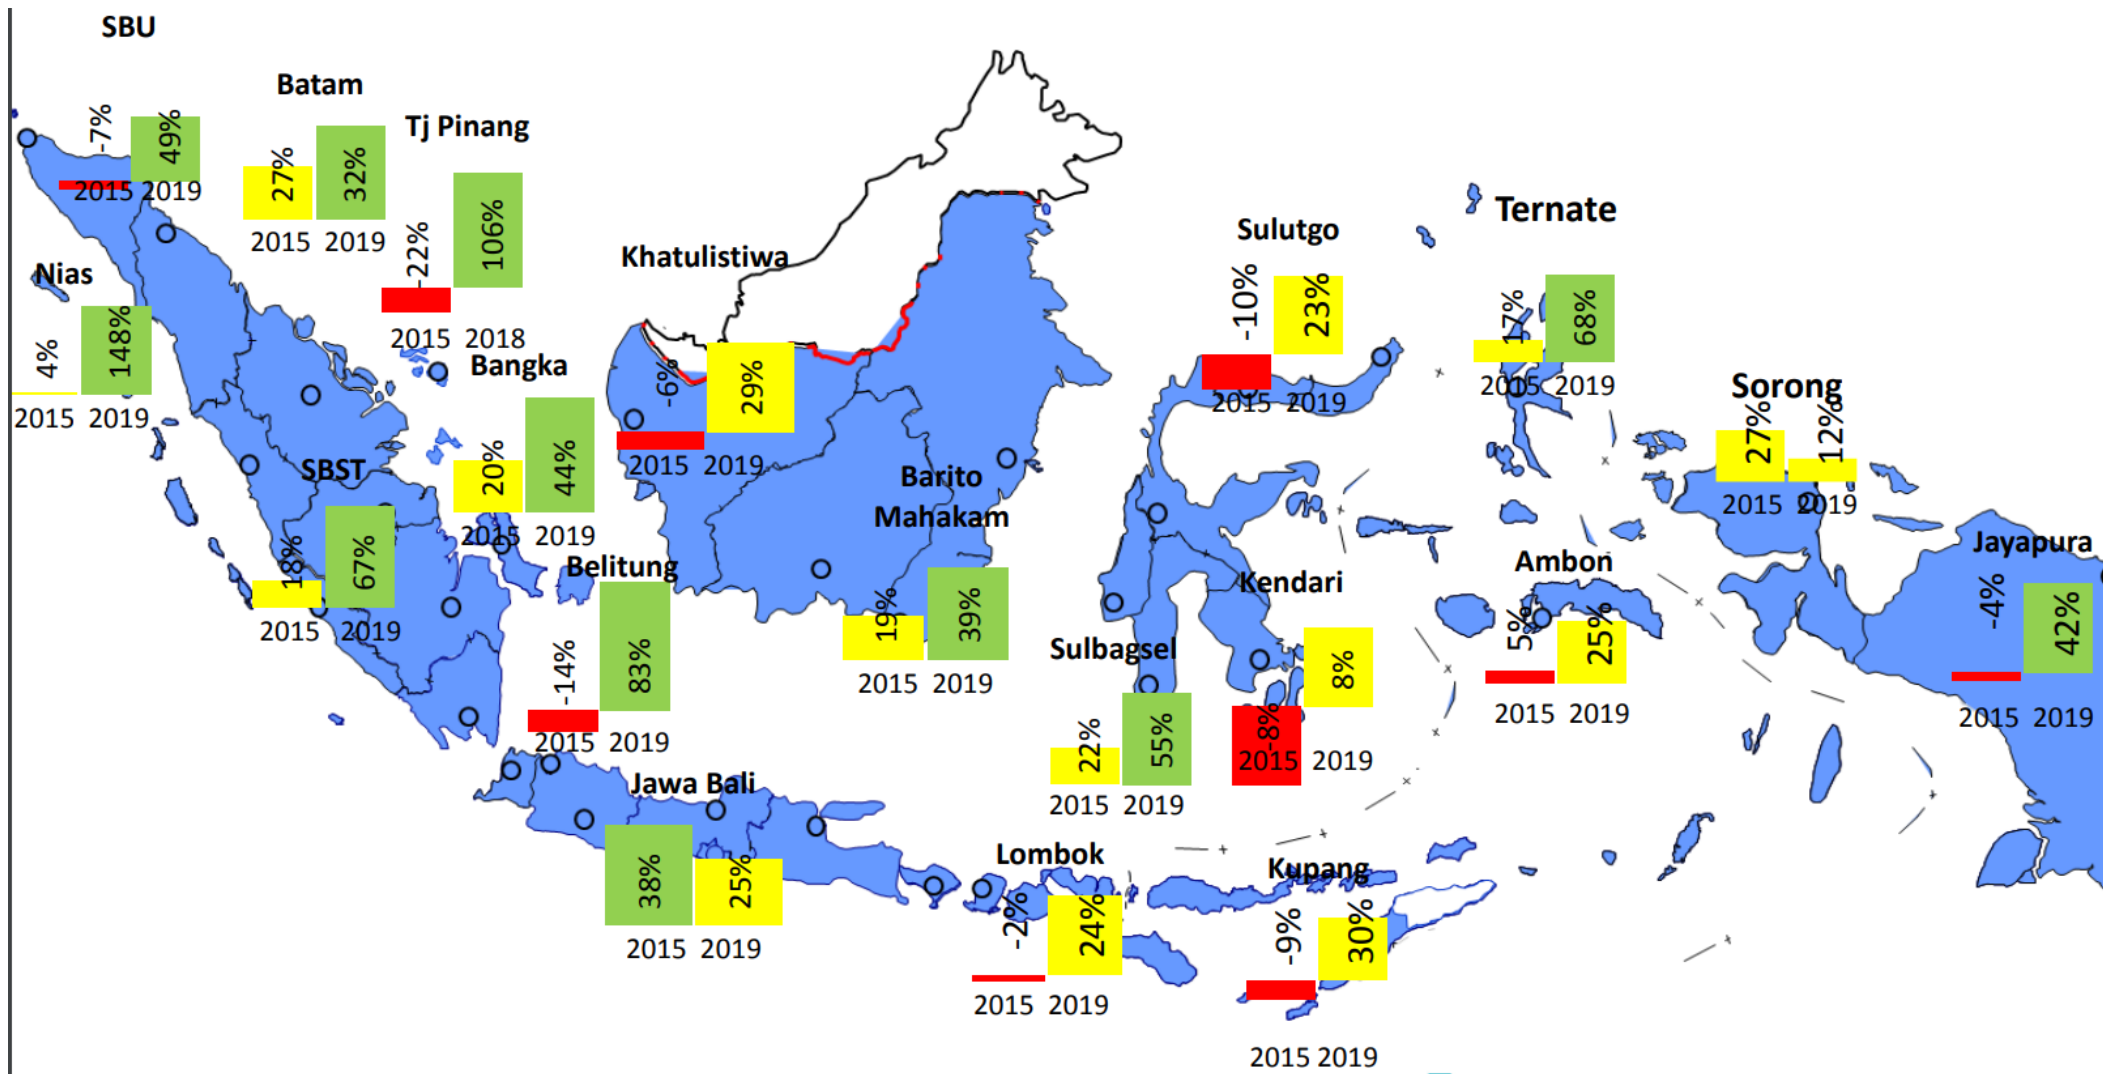 SBU
-7%
49%
2015 2019
Batam
27%
32%
2015 2019
Tj Pinang
-22%
106%
2015 2018
Nias
4%
148%
2015 2019
Bangka
20%
44%
2015 2019
SBST
18%
67%
2015 2019
Belitung
-14%
83%
2015 2019
Khatulistiwa
-6%
29%
2015 2019
Barito
Mahakam
19%
39%
2015 2019
Jawa Bali
38%
25%
2015 2019
Lombok
-2%
24%
2015 2019
Kupang
-9%
30%
2015 2019
Sulbagsel
22%
55%
2015 2019
Kendari
-8%
8%
2015 2019
Sulutgo
-10%
23%
2015 2019
Ternate
17%
68%
2015 2019
Sorong
27%
12%
2015 2019
Ambon
5%
25%
2015 2019
Jayapura
-4%
42%
2015 2019